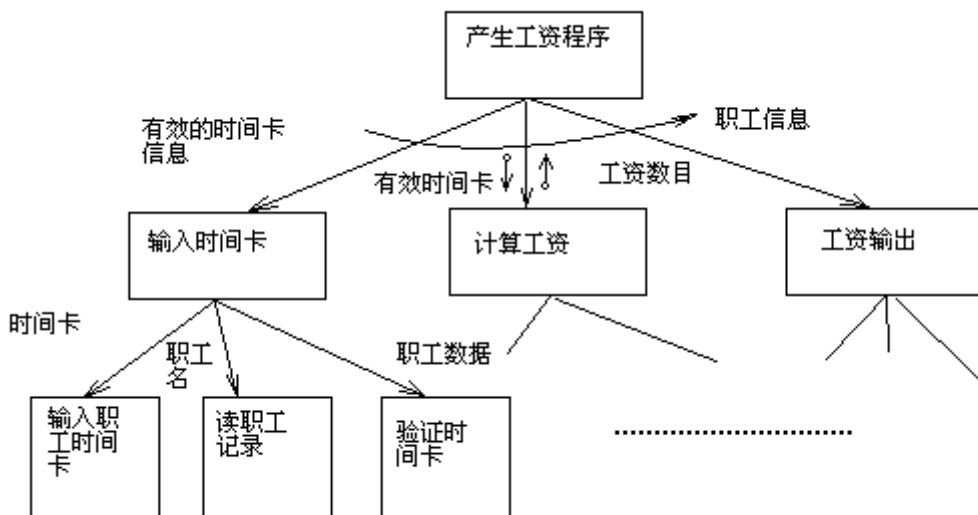 产生工资程序
有效的时间卡
信息
职工信息
有效时间卡
工资数目
输入时间卡
计算工资
工资输出
时间卡
职工
名
职工数据
输入职
工时间
卡
读职工
记录
验证时
间卡